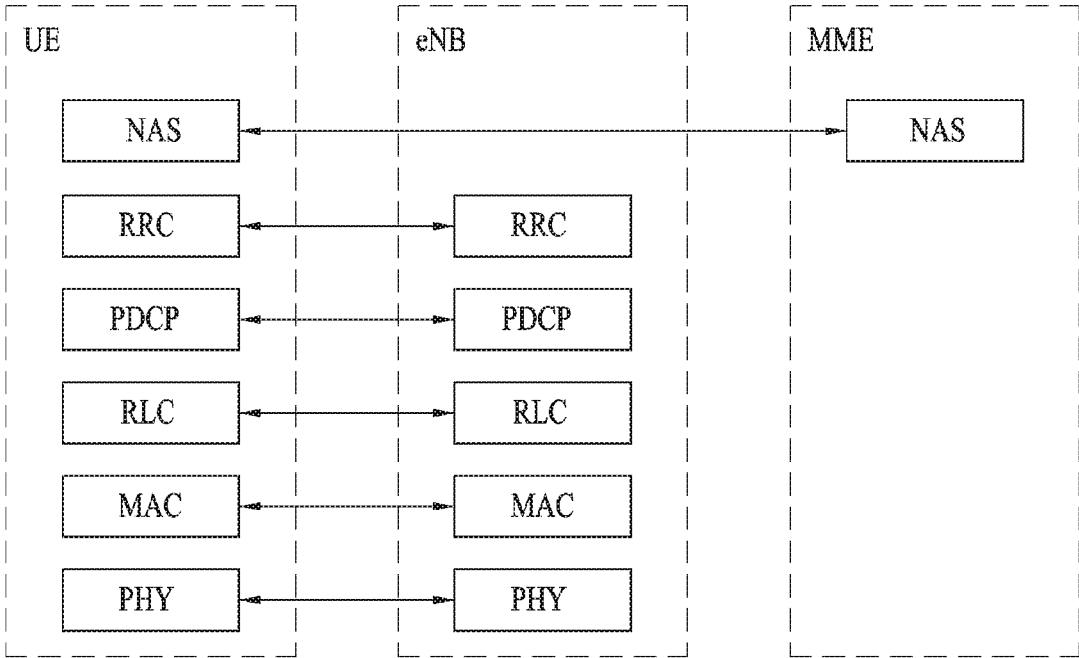 UE eNB MME
NAS NAS
RRC RRC
PDCP PDCP
RLC RLC
MAC MAC
PHY PHY